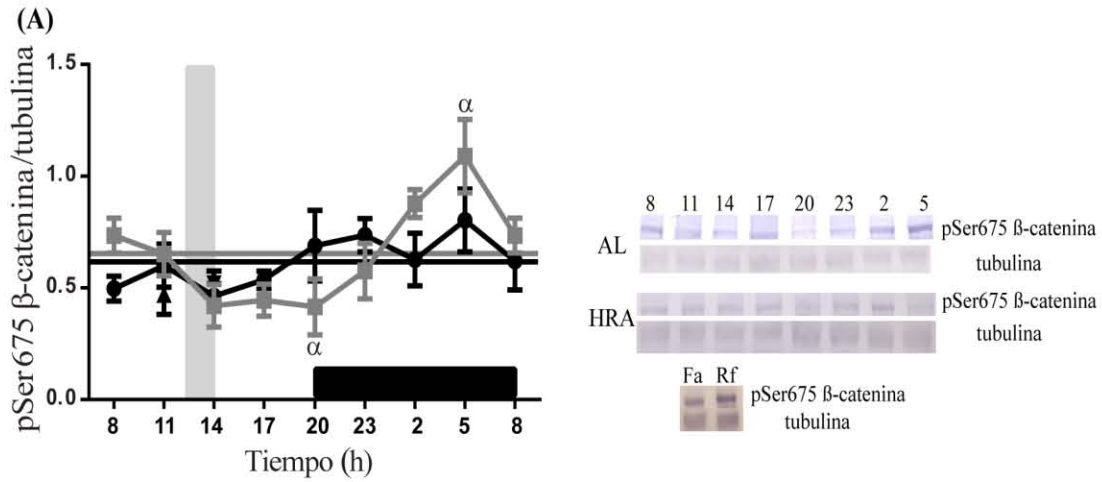 (A)
pSer675 β-catenina/tubulina
1.5
1.0
0.5
0.0
α
α
8 11 14 17 20 23 2 5 8
Tiempo (h)
8 11 14 17 20 23 2 5
AL
pSer675 ß-catenina
tubulina
HRA
pSer675 ß-catenina
tubulina
Fa Rf
pSer675 ß-catenina
tubulina